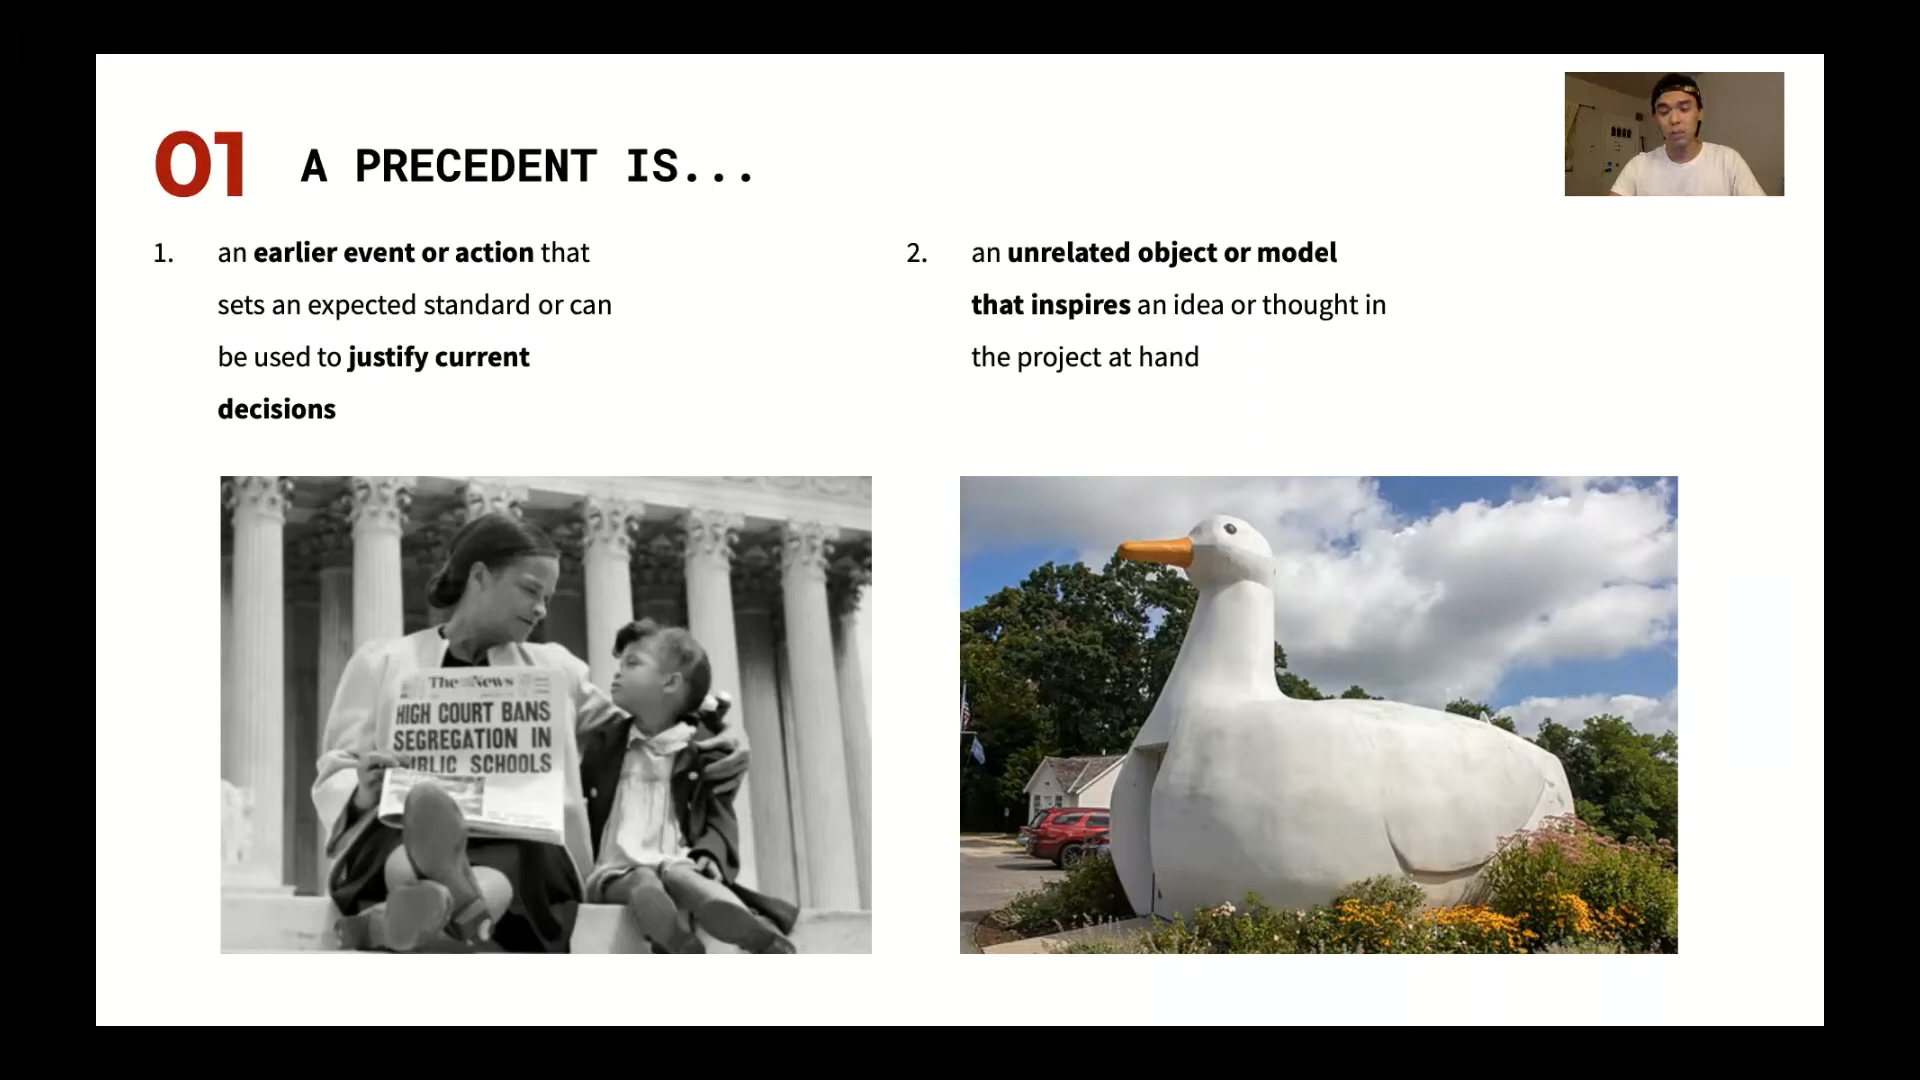 01 A PRECEDENT IS...
1. an earlier event or action that
sets an expected standard or can
be used to justify current
decisions
2. an unrelated object or model
that inspires an idea or thought in
the project at hand
The News
HIGH COURT BANS
SEGREGATION IN
PUBLIC SCHOOLS